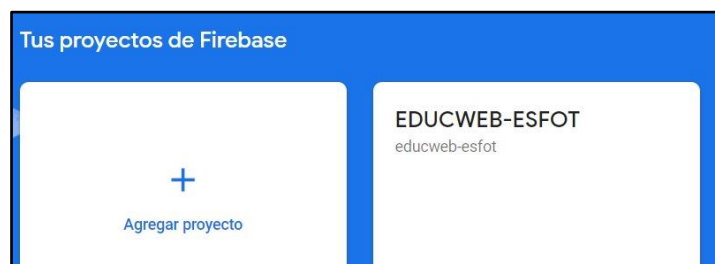 Tus proyectos de Firebase
EDUCWEB-ESFOT
educweb-esfot
+
Agregar proyecto